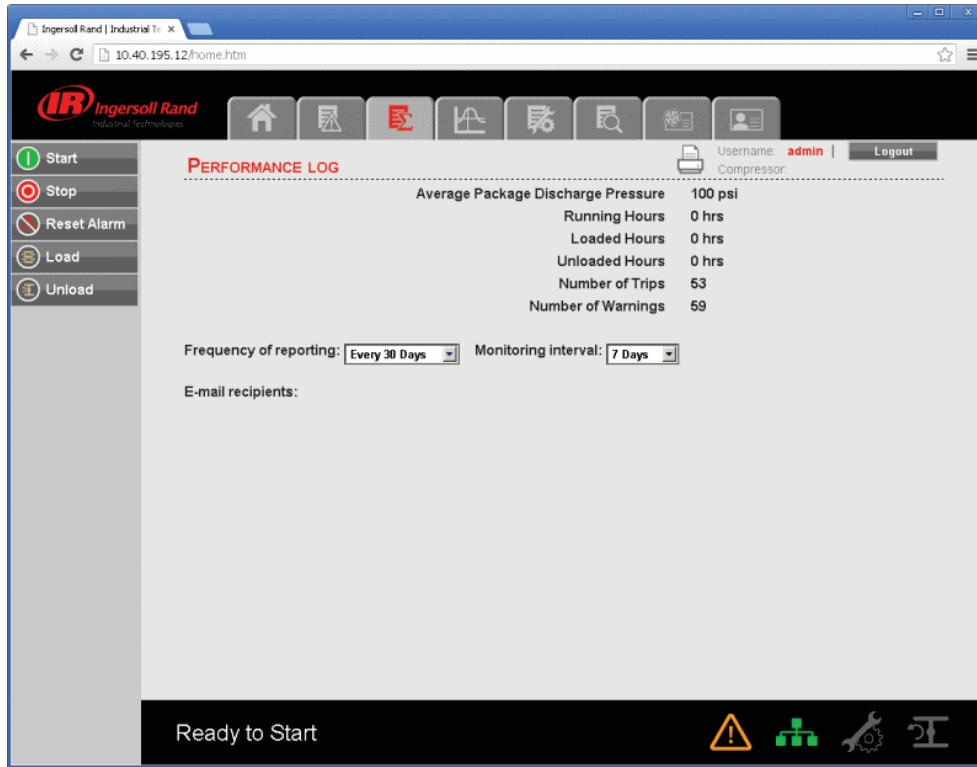 Ingersoll Rand | Industrial Te
10.40.195.12/home.htm
IR Ingersoll Rand
Industrial Technologies
Start
Stop
Reset Alarm
Load
Unload
PERFORMANCE LOG
Username: admin | Logout
Compressor:
Average Package Discharge Pressure 100 psi
Running Hours 0 hrs
Loaded Hours 0 hrs
Unloaded Hours 0 hrs
Number of Trips 53
Number of Warnings 59
Frequency of reporting: Every 30 Days Monitoring interval: 7 Days
E-mail recipients:
Ready to Start